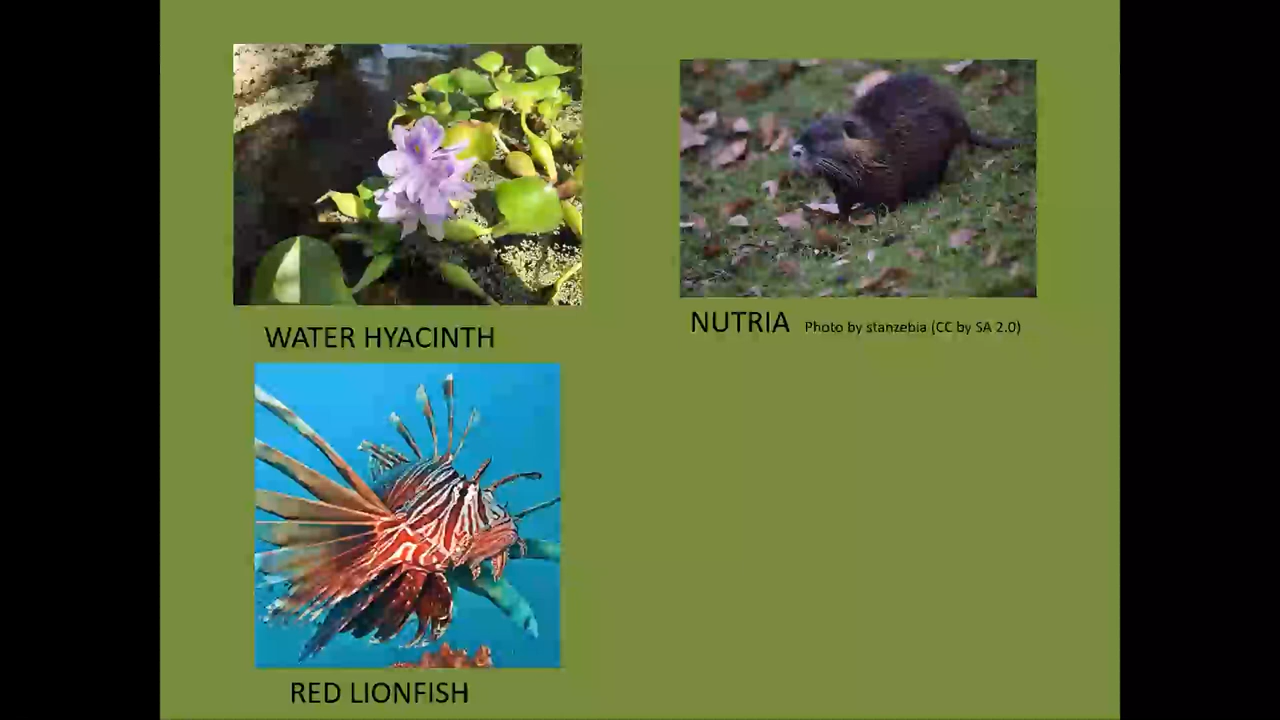 WATER HYACINTH
NUTRIA Photo by stanzebia (CC by SA 2.0)
RED LIONFISH